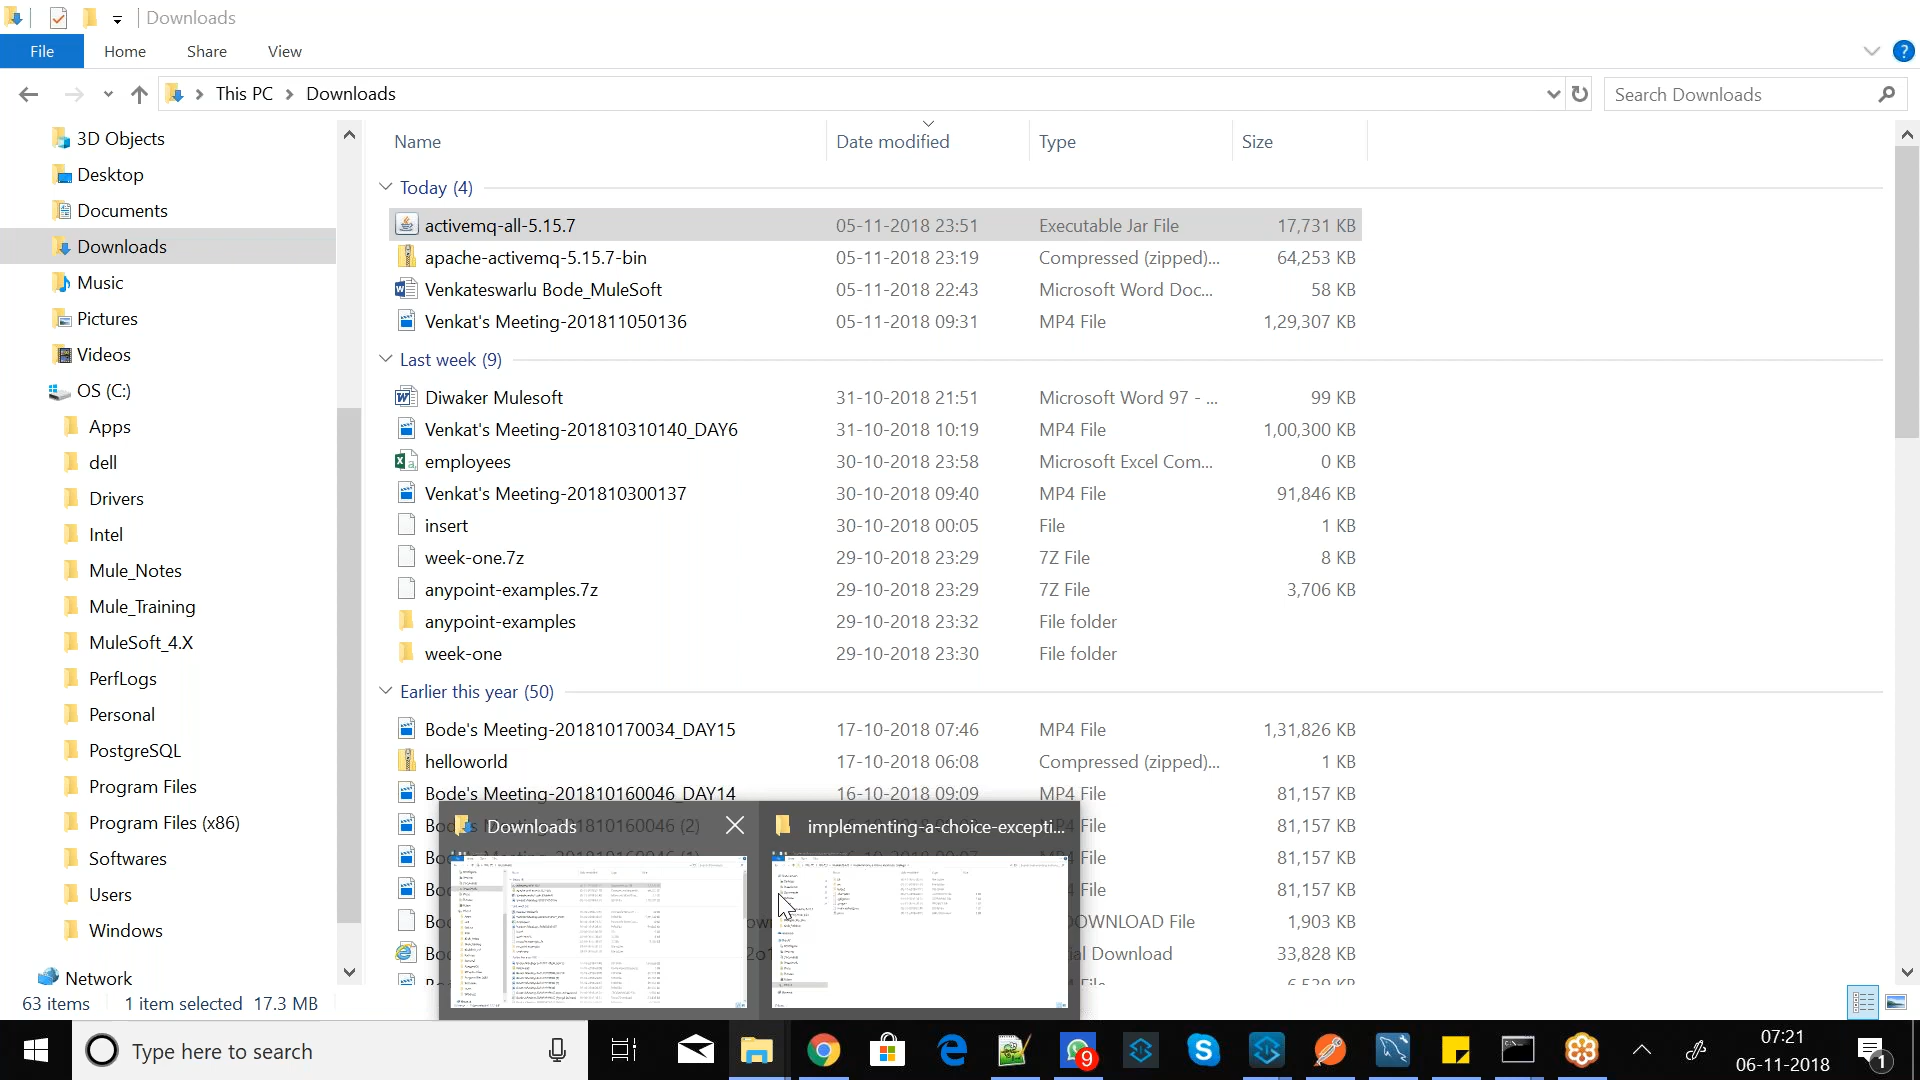 Downloads
File Home Share View
This PC Downloads Search Downloads
3D Objects
Desktop
Documents
Downloads
Music
Pictures
Videos
OS (C:)
Apps
dell
Drivers
Intel
Mule_Notes
Mule_Training
MuleSoft_4.X
PerfLogs
Personal
PostgreSQL
Program Files
Program Files (x86)
Softwares
Users
Windows
Network
Name Date modified Type Size
Today (4)
activemq-all-5.15.7 05-11-2018 23:51 Executable Jar File 17,731 KB
apache-activemq-5.15.7-bin 05-11-2018 23:19 Compressed (zipped)... 64,253 KB
Venkateswarlu Bode_MuleSoft 05-11-2018 22:43 Microsoft Word Doc... 58 KB
Venkat's Meeting-201811050136 05-11-2018 09:31 MP4 File 1,29,307 KB
Last week (9)
Diwaker Mulesoft 31-10-2018 21:51 Microsoft Word 97 - ... 99 KB
Venkat's Meeting-201810310140_DAY6 31-10-2018 10:19 MP4 File 1,00,300 KB
employees 30-10-2018 23:58 Microsoft Excel Com... 0 KB
Venkat's Meeting-201810300137 30-10-2018 09:40 MP4 File 91,846 KB
insert 30-10-2018 00:05 File 1 KB
week-one.7z 29-10-2018 23:29 7Z File 8 KB
anypoint-examples.7z 29-10-2018 23:29 7Z File 3,706 KB
anypoint-examples 29-10-2018 23:32 File folder
week-one 29-10-2018 23:30 File folder
Earlier this year (50)
Bode's Meeting-201810170034_DAY15 17-10-2018 07:46 MP4 File 1,31,826 KB
helloworld 17-10-2018 06:08 Compressed (zipped)... 1 KB
Bode's Meeting-201810160046_DAY14 16-10-2018 09:09 MP4 File 81,157 KB
File 81,157 KB
File 81,157 KB
File 81,157 KB
OWNLOAD File 1,903 KB
ial Download 33,828 KB
Downloads implementing-a-choice-excepti...
63 items 1 item selected 17.3 MB
Type here to search
9
07:21
06-11-2018
1